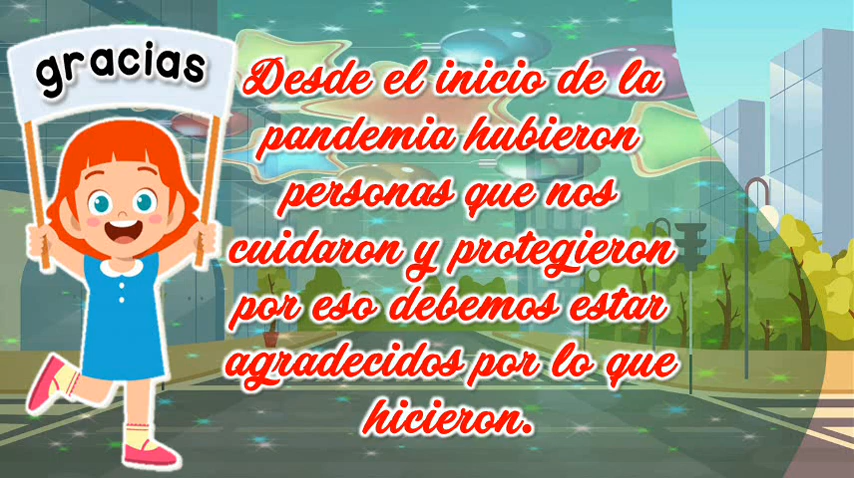 gracias
Desde el inicio de la
pandemia hubieron
personas que nos
cuidaron y protegieron
por eso debemos estar
agradecidos por lo que
hicieron.